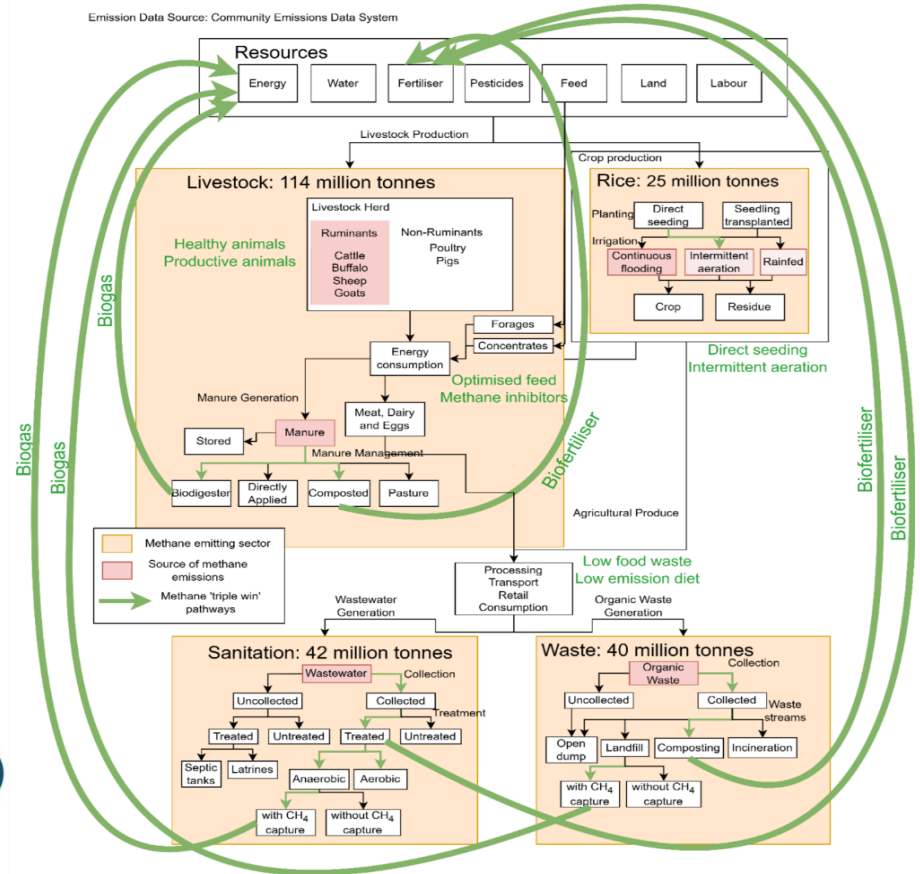 Emission Data Source: Community Emissions Data System
Resources
Energy
Water
Fertiliser
Pesticides
Feed
Land
Labour
Livestock Production
Crop production
Livestock: 114 million tonnes
Livestock Herd
Ruminants
Cattle
Buffalo
Sheep
Goats
Non-Ruminants
Poultry
Pigs
Healthy animals
Productive animals
Rice: 25 million tonnes
Planting
Direct
seeding
Seedling
transplanted
Irrigation
Continuous
flooding
Intermittent
aeration
Rainfed
Crop
Residue
Direct seeding
Intermittent aeration
Forages
Concentrates
Energy
consumption
Optimised feed
Methane inhibitors
Manure Generation
Meat, Dairy
and Eggs
Stored
Manure
Manure Management
Biodigester
Directly
Applied
Composted
Pasture
Biogas
Biogas
Biogas
Biofertiliser
Biofertiliser
Biofertiliser
Agricultural Produce
Methane emitting sector
Source of methane
emissions
Methane 'triple win'
pathways
Processing
Transport
Retail
Consumption
Low food waste
Low emission diet
Wastewater
Generation
Organic Waste
Generation
Sanitation: 42 million tonnes
Wastewater
Collection
Uncollected
Collected
Treatment
Treated
Untreated
Treated
Untreated
Septic
tanks
Latrines
Anaerobic
Aerobic
with CH4
capture
without CH4
capture
Waste: 40 million tonnes
Organic
Waste
Collection
Uncollected
Collected
Waste
streams
Open
dump
Landfill
Composting
Incineration
with CH4
capture
without CH4
capture